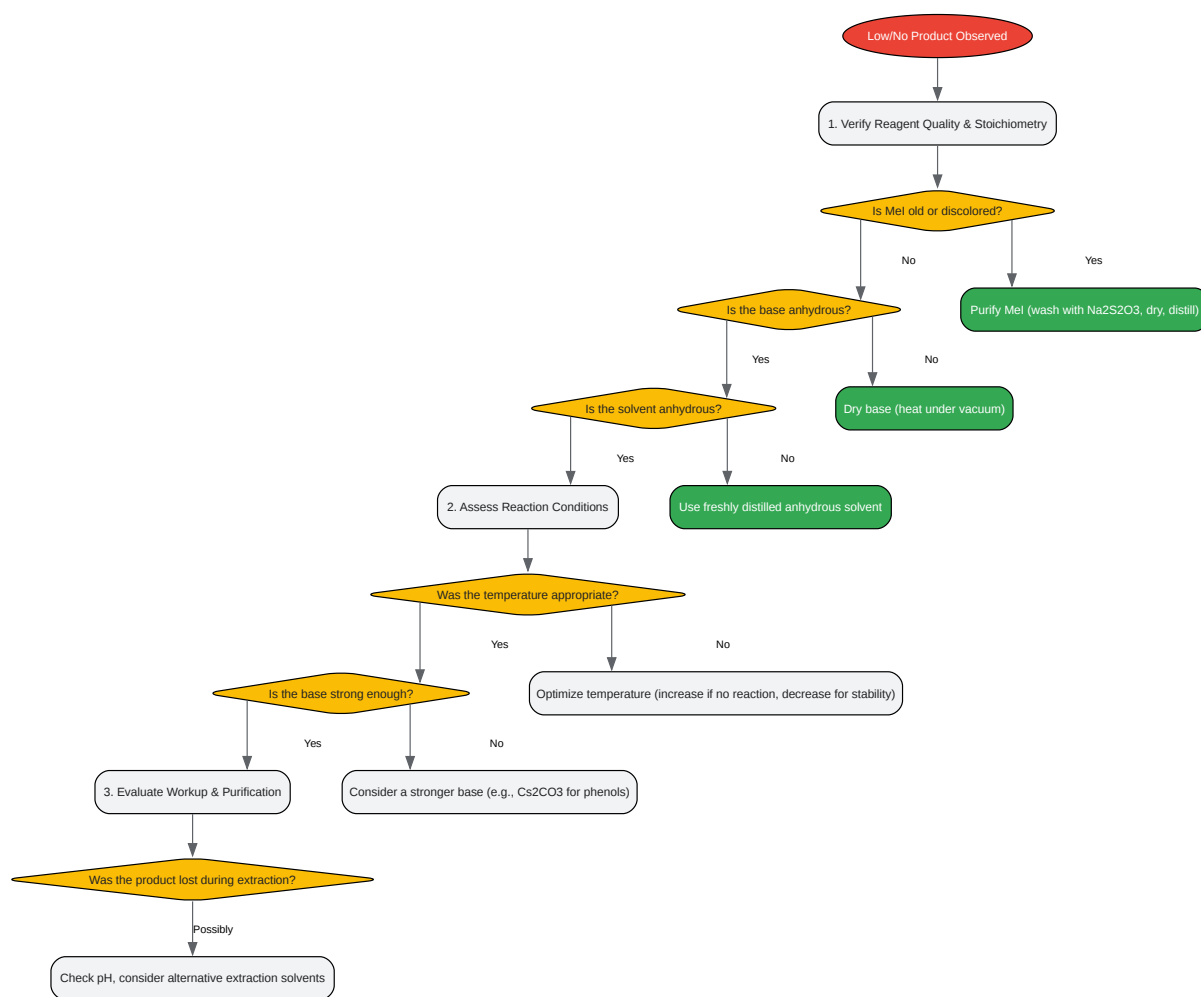 Low/No Product Observed
1. Verify Reagent Quality & Stoichiometry
Is MeI old or discolored?
No
Yes
Is the base anhydrous?
Purify MeI (wash with Na2S2O3, dry, distill)
Yes
No
Is the solvent anhydrous?
Dry base (heat under vacuum)
Yes
No
2. Assess Reaction Conditions
Use freshly distilled anhydrous solvent
Was the temperature appropriate?
Yes
No
Is the base strong enough?
Optimize temperature (increase if no reaction, decrease for stability)
Yes
No
3. Evaluate Workup & Purification
Consider a stronger base (e.g., Cs2CO3 for phenols)
Was the product lost during extraction?
Possibly
Check pH, consider alternative extraction solvents